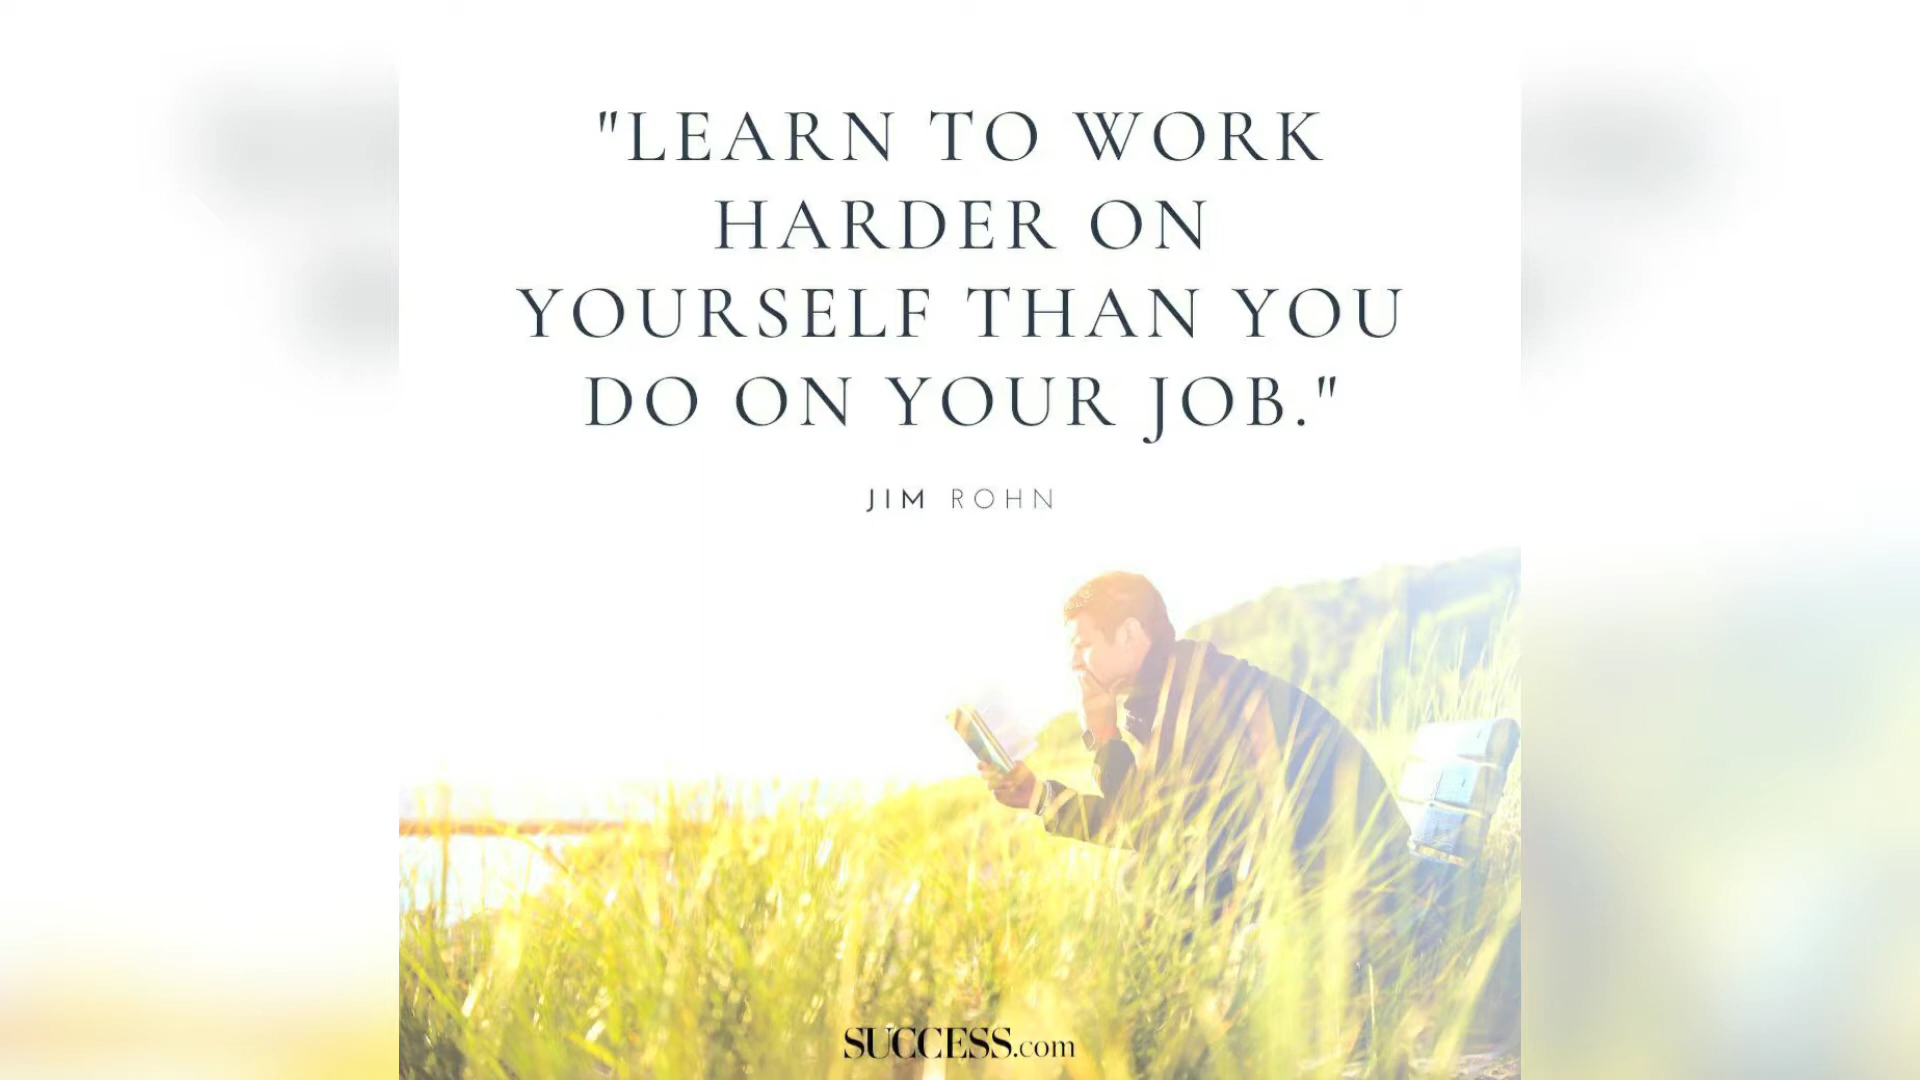 "LEARN TO WORK
HARDER ON
YOURSELF THAN YOU
DO ON YOUR JOB."
JIM ROHN
SUCCESS.com